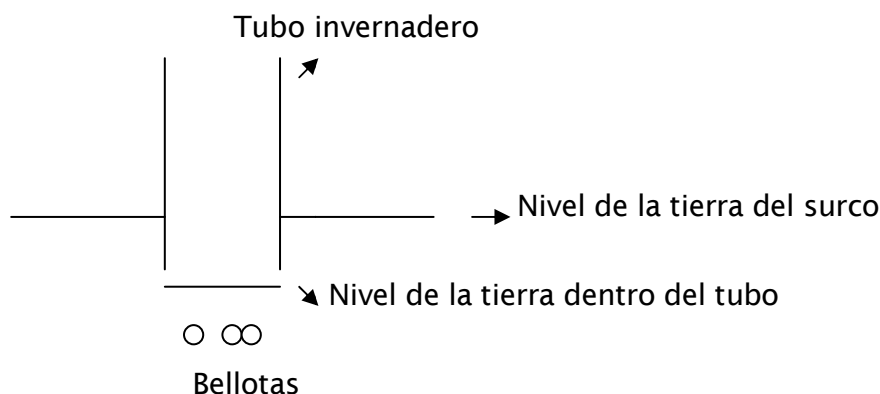 Tubo invernadero
Nivel de la tierra del surco
Nivel de la tierra dentro del tubo
Bellotas